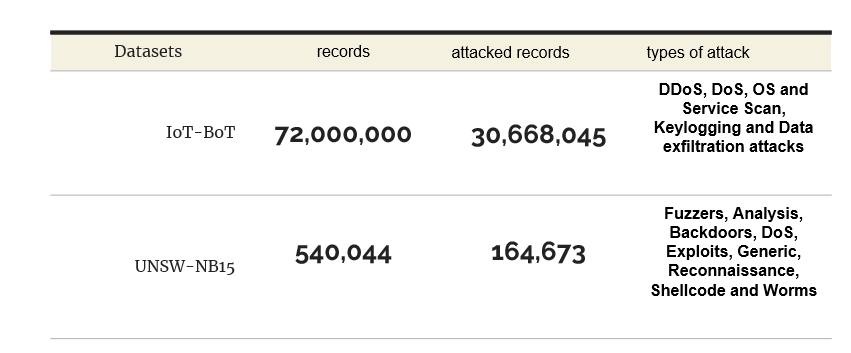 Datasets records attacked records types of attack
DDoS, DoS, OS and
Service Scan,
IoT-BoT 72,000,000 30,668,045 Keylogging and Data
exfiltration attacks
Fuzzers, Analysis,
Backdoors, DoS,
UNSW-NB15 540,044 164,673 Exploits, Generic,
Reconnaissance,
Shellcode and Worms